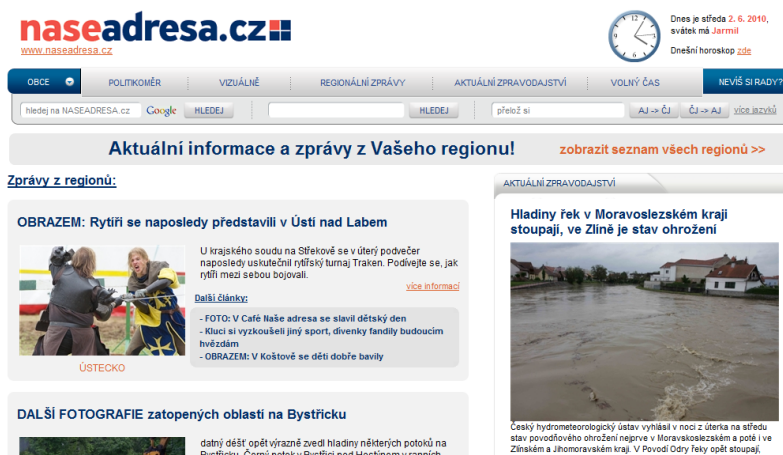 naseadresa.cz
www.naseadresa.cz
Dnes je středa 2. 6. 2010,
svátek má Jarmil
Dnešní horoskop zde
OBCE
POLITIKOMĚR
VIZUÁLNĚ
REGIONÁLNÍ ZPRÁVY
AKTUÁLNÍ ZPRAVODAJSTVÍ
VOLNÝ ČAS
NEVÍŠ SI RADY?
hledej na NASEADRESA.cz Google HLEDEJ
HLEDEJ
přelož si AJ -> ČJ ČJ -> AJ více jazyků
Aktuální informace a zprávy z Vašeho regionu! zobrazit seznam všech regionů >>
Zprávy z regionů:
OBRAZEM: Rytíři se naposledy představili v Ústí nad Labem
U krajského soudu na Střekově se v úterý podvečer
naposledy uskutečnil rytířský turnaj Traken. Podívejte se, jak
rytíři mezi sebou bojovali.
více informací
Další články:
- FOTO: V Café Naše adresa se slavil dětský den
- Kluci si vyzkoušeli jiný sport, dívenky fandily budoucím
hvězdám
- OBRAZEM: V Koštově se děti dobře bavily
ÚSTECKO
DALŠÍ FOTOGRAFIE zatopených oblastí na Bystřicku
datný déšť opět výrazně zvedl hladiny některých potoků na
Bystřicku. Černý potok v Bystřici pod Hostýnem v ranních
AKTUÁLNÍ ZPRAVODAJSTVÍ
Hladiny řek v Moravoslezském kraji
stoupají, ve Zlíně je stav ohrožení
Český hydrometeorologický ústav vyhlásil v noci z úterka na středu
stav povodňového ohrožení nejprve v Moravskoslezském a poté i ve
Zlínském a Jihomoravském kraji. V Povodí Odry řeky opět stoupají,